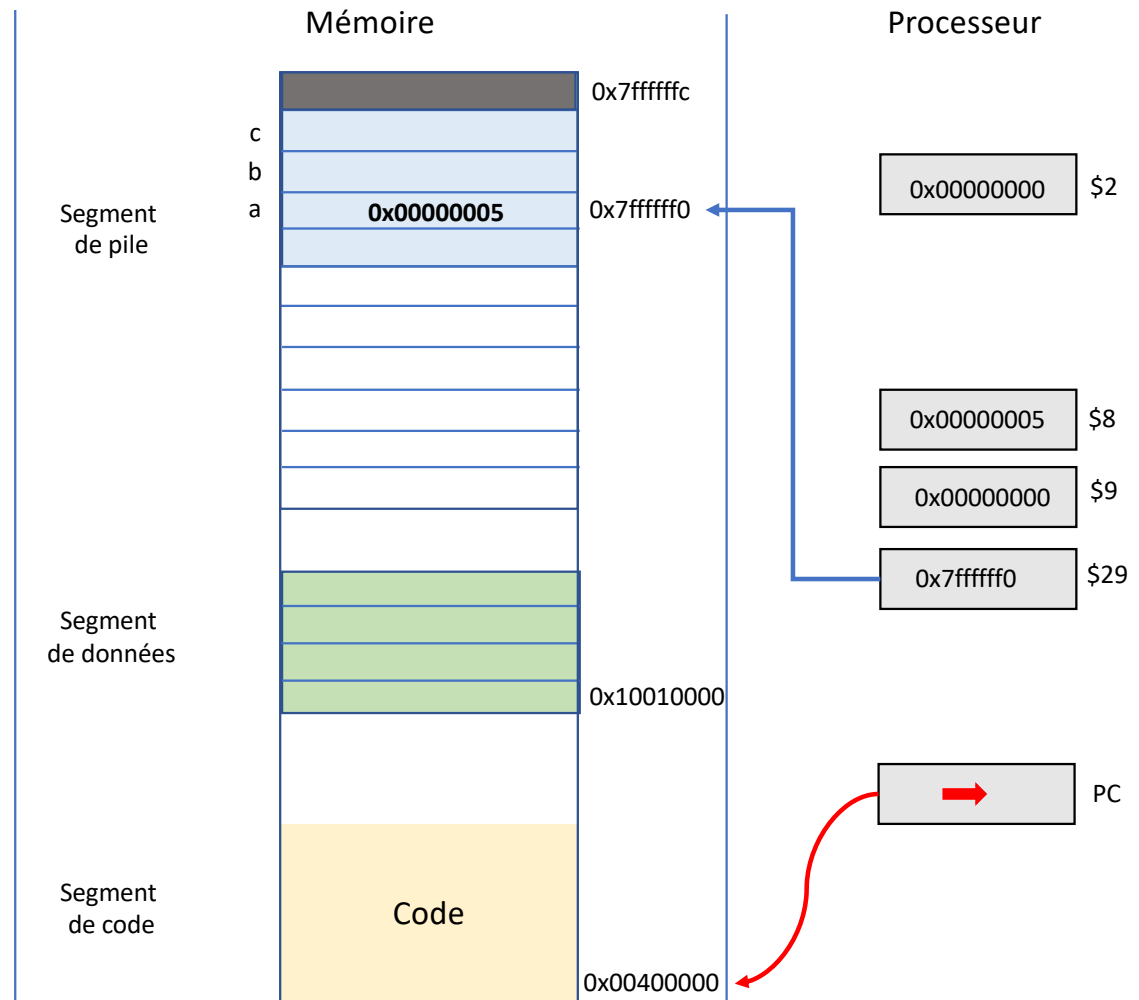 Mémoire
Processeur
0x7ffffffc
c
b
a
0x00000005
0x7ffffff0
Segment
de pile
0x00000000
$2
0x00000005
$8
0x00000000
$9
0x7ffffff0
$29
Segment
de données
0x10010000
PC
Segment
de code
Code
0x00400000